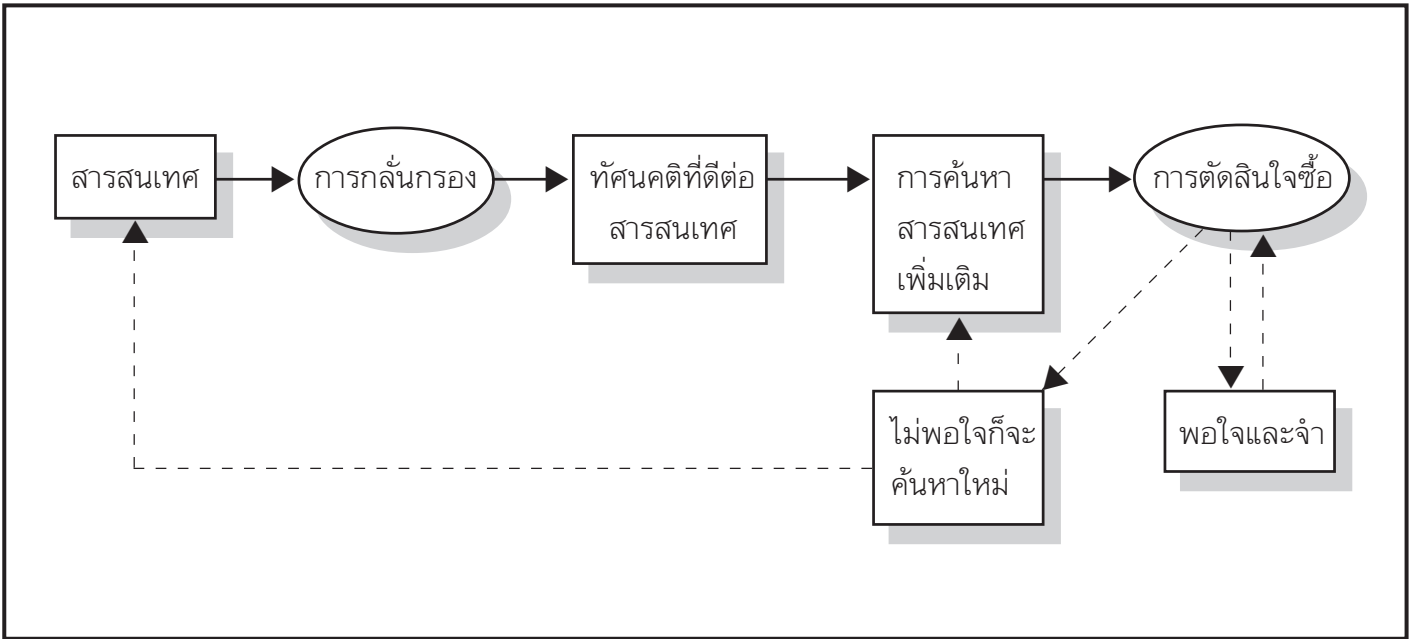 สารสนเทศ
การกลั่นกรอง
ทัศนคติที่ดีต่อ
สารสนเทศ
การค้นหา
สารสนเทศ
เพิ่มเติม
การตัดสินใจซื้อ
ไม่พอใจก็จะ
ค้นหาใหม่
พอใจและจำ